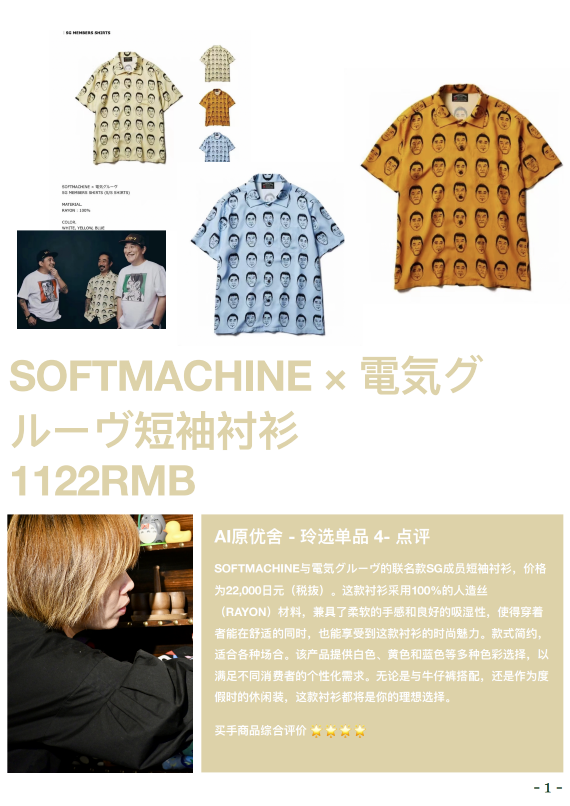 : SG MEMBERS SHIRTS
SOFTMACHINE × 電気グルーヴ
SG MEMBERS SHIRTS (S/S SHIRTS)
MATERIAL.
RAYON : 100%
COLOR.
WHITE, YELLOW, BLUE
SOFTMACHINE × 電気グ
ルーヴ短袖衬衫
1122RMB
AI原优舍 - 玲选单品 4- 点评
SOFTMACHINE与電気グルーヴ的联名款SG成员短袖衬衫，价格
为22,000日元（税抜）。这款衬衫采用100%的人造丝
（RAYON）材料，兼具了柔软的手感和良好的吸湿性，使得穿着
者能在舒适的同时，也能享受到这款衬衫的时尚魅力。款式简约，
适合各种场合。该产品提供白色、黄色和蓝色等多种色彩选择，以
满足不同消费者的个性化需求。无论是与牛仔裤搭配，还是作为度
假时的休闲装，这款衬衫都将是你的理想选择。
买手商品综合评价 ⭐⭐⭐⭐
- 1 -